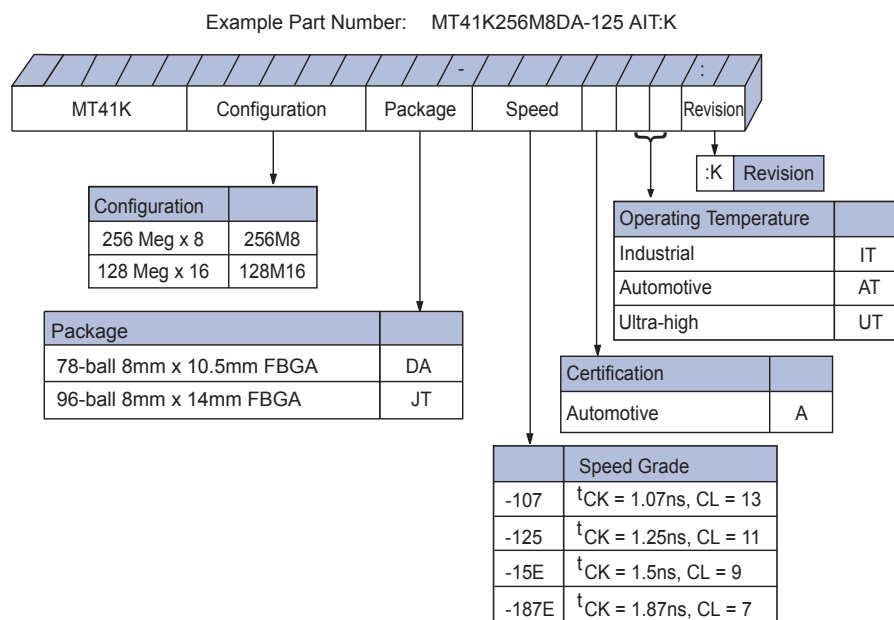 Example Part Number: MT41K256M8DA-125 AIT:K
- :
MT41K Configuration Package Speed Revision
:K Revision
Configuration
256 Meg x 8 256M8
128 Meg x 16 128M16
Operating Temperature
Industrial IT
Automotive AT
Ultra-high UT
Package
78-ball 8mm x 10.5mm FBGA DA
96-ball 8mm x 14mm FBGA JT
Certification
Automotive A
Speed Grade
-107 tCK = 1.07ns, CL = 13
-125 tCK = 1.25ns, CL = 11
-15E tCK = 1.5ns, CL = 9
-187E tCK = 1.87ns, CL = 7